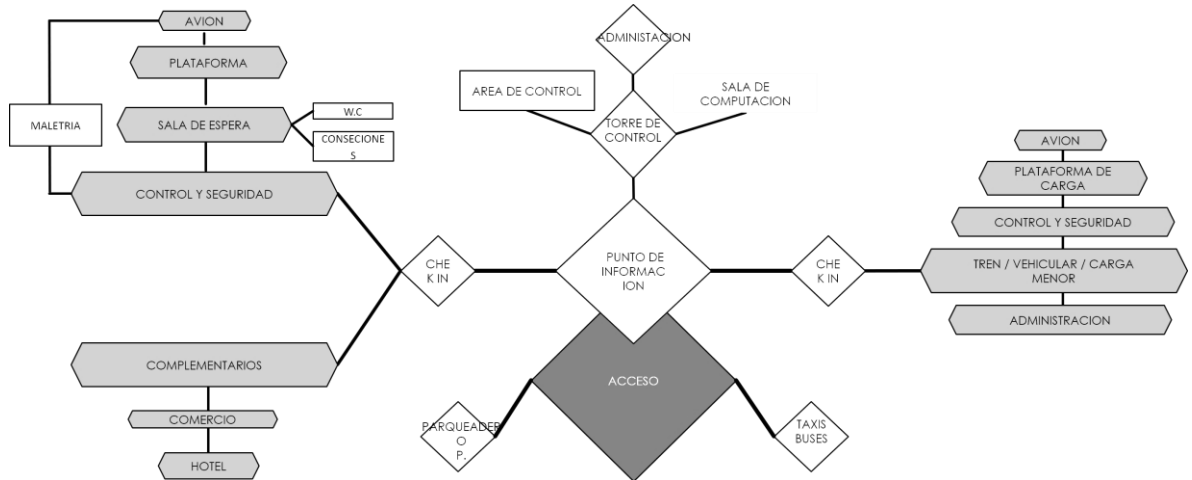 AVION
PLATAFORMA
MALETRIA
SALA DE ESPERA
W.C
CONSECIONE
S
CONTROL Y SEGURIDAD
CHE
K IN
COMPLEMENTARIOS
COMERCIO
HOTEL
ADMINISTACION
AREA DE CONTROL
SALA DE
COMPUTACION
TORRE DE
CONTROL
PUNTO DE
INFORMAC
ION
ACCESO
PARQUEADER
O
P.
TAXIS
BUSES
CHE
K IN
AVION
PLATAFORMA DE
CARGA
CONTROL Y SEGURIDAD
TREN / VEHICULAR / CARGA
MENOR
ADMINISTRACION